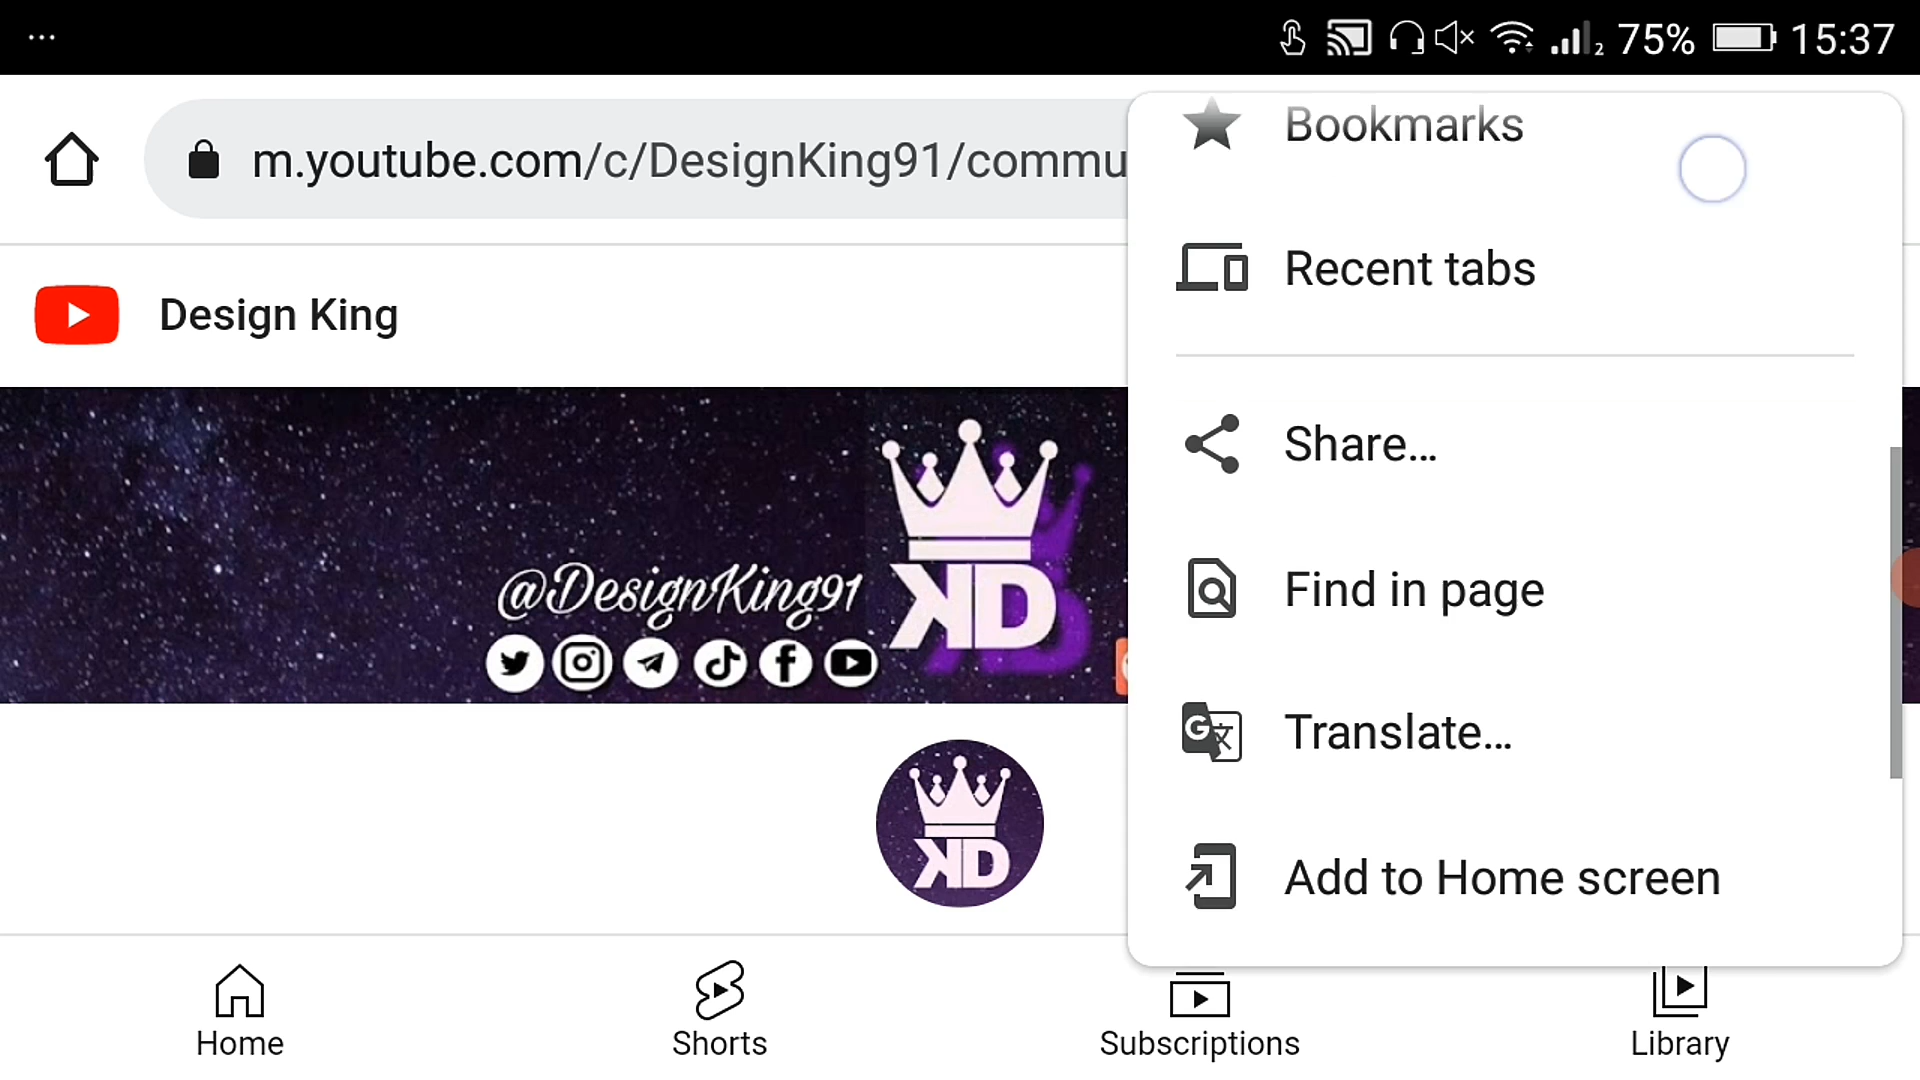 ... 2 75% 15:37
m.youtube.com/c/DesignKing91/commu
Bookmarks
Recent tabs
Design King
Share...
@DesignKing91
KD
Find in page
Translate...
KD
Add to Home screen
Home
Shorts
Subscriptions
Library